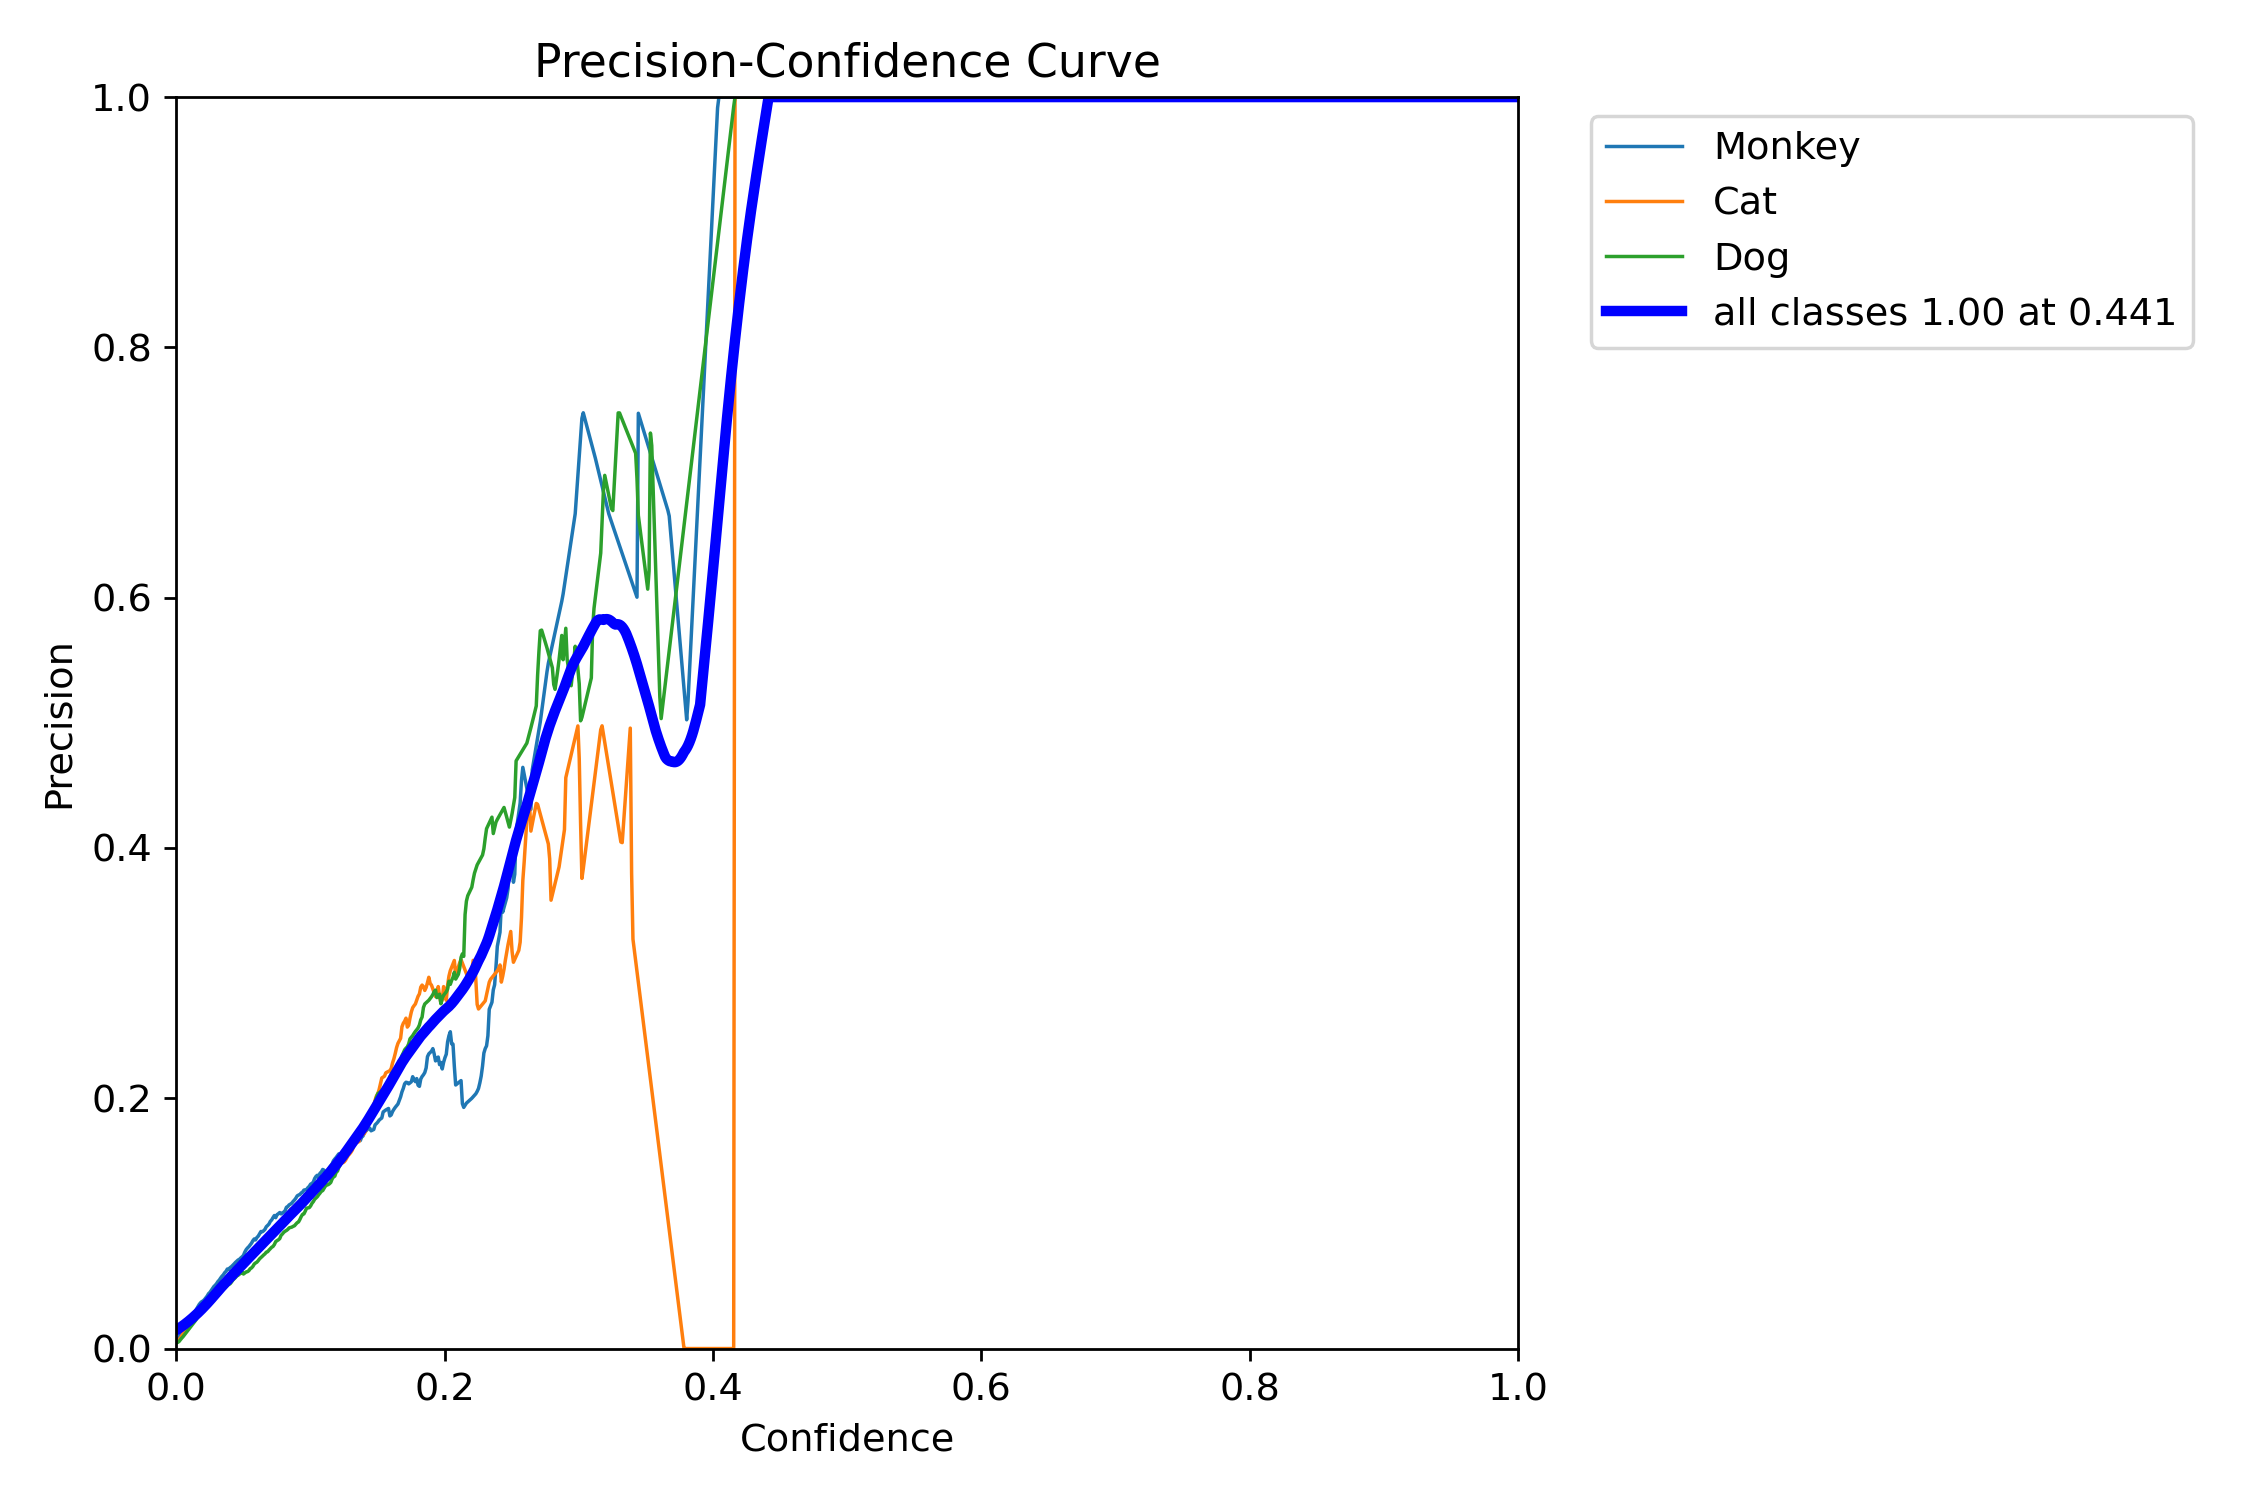 Precision-Confidence Curve
1.0
0.8
0.6
0.4
0.2
0.0
Precision
0.0 0.2 0.4 0.6 0.8 1.0
Confidence
Monkey
Cat
Dog
all classes 1.00 at 0.441